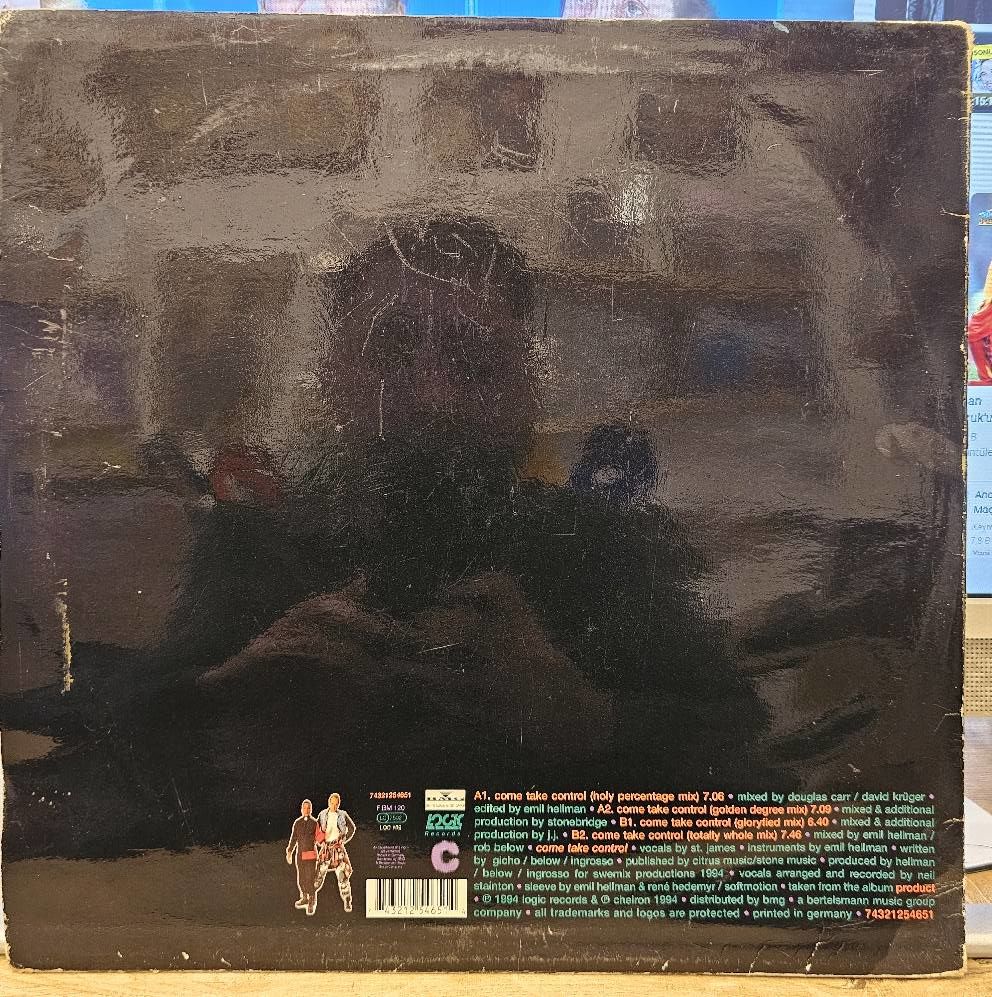 74321254651
F BM 120
LC 7502
BMG
logic
Records
C
A1. come take control (holy percentage mix) 7.06 • mixed by douglas carr / david krüger •
edited by emil hellman • A2. come take control (golden degree mix) 7.09 • mixed & additional
production by stonebridge • B1. come take control (gloryfied mix) 6.40 • mixed & additional
production by j.j. • B2. come take control (totally whole mix) 7.46 • mixed by emil hellman /
rob below • come take control • vocals by st. james • instruments by emil hellman • written
by gicho / below / ingrosso • published by citrus music/stone music • produced by hellman
/ below / ingrosso for swemix productions 1994 • vocals arranged and recorded by neil
stainton • sleeve by emil hellman & rené hedemyr / softmotion • taken from the album product
• ℗ 1994 logic records & ℗ cheiron 1994 • distributed by bmg • a bertelsmann music group
company • all trademarks and logos are protected • printed in germany • 74321254651